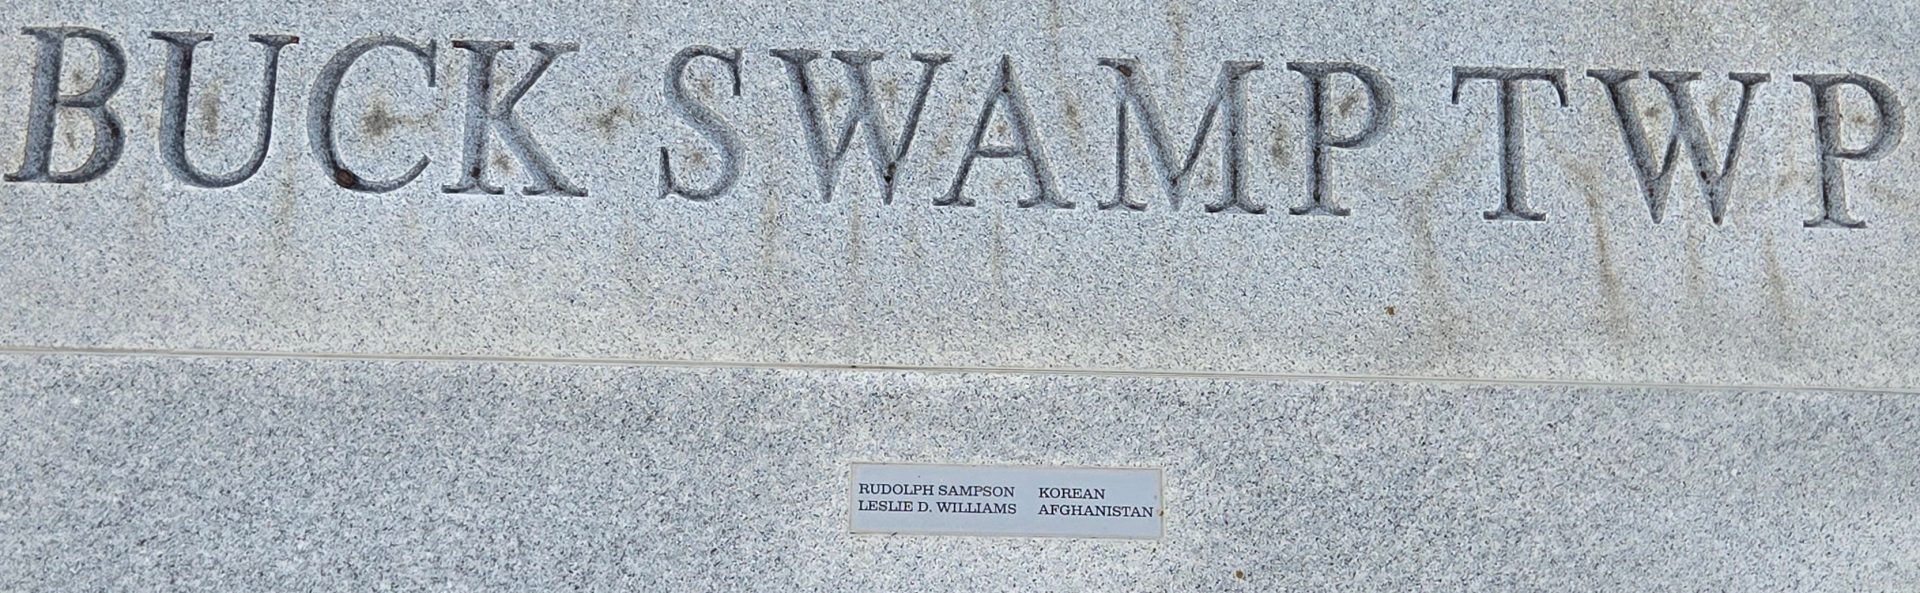 BUCK SWAMP TWP
RUDOLPH SAMPSON KOREAN
LESLIE D. WILLIAMS AFGHANISTAN